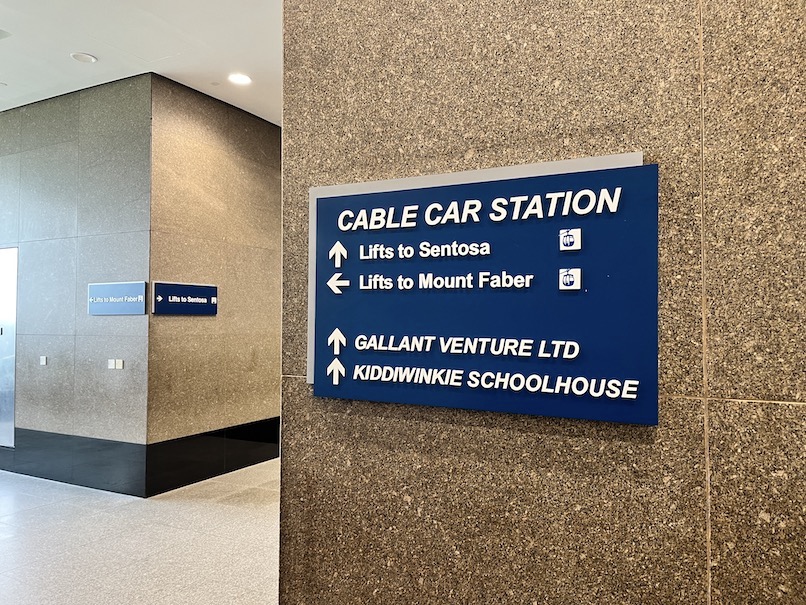 CABLE CAR STATION
↑ Lifts to Sentosa
← Lifts to Mount Faber
↑ GALLANT VENTURE LTD
↑ KIDDIWINKIE SCHOOLHOUSE
← Lifts to Mount Faber
→ Lifts to Sentosa